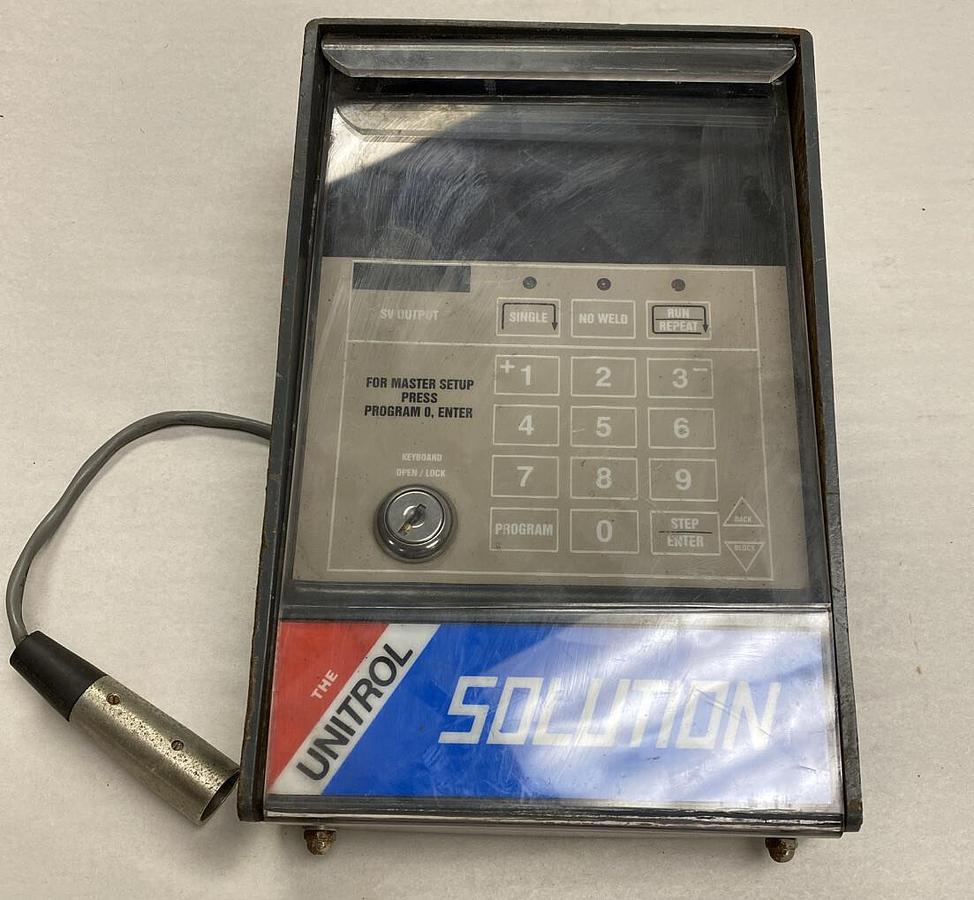 SV OUTPUT
SINGLE
NO WELD
RUN
REPEAT
FOR MASTER SETUP
PRESS
PROGRAM 0, ENTER
+1
2
3-
4
5
6
KEYBOARD
OPEN / LOCK
7
8
9
PROGRAM
0
STEP
ENTER
BACK
BLOCK
THE
UNITROL
SOLUTION